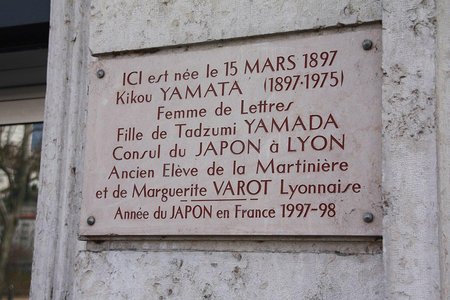 ICI est née le 15 MARS 1897
Kikou YAMATA (1897-1975)
Femme de Lettres
Fille de Tadzumi YAMADA
Consul du JAPON à LYON
Ancien Elève de la Martinière
et de Marguerite VAROT Lyonnaise
Année du JAPON en France 1997-98